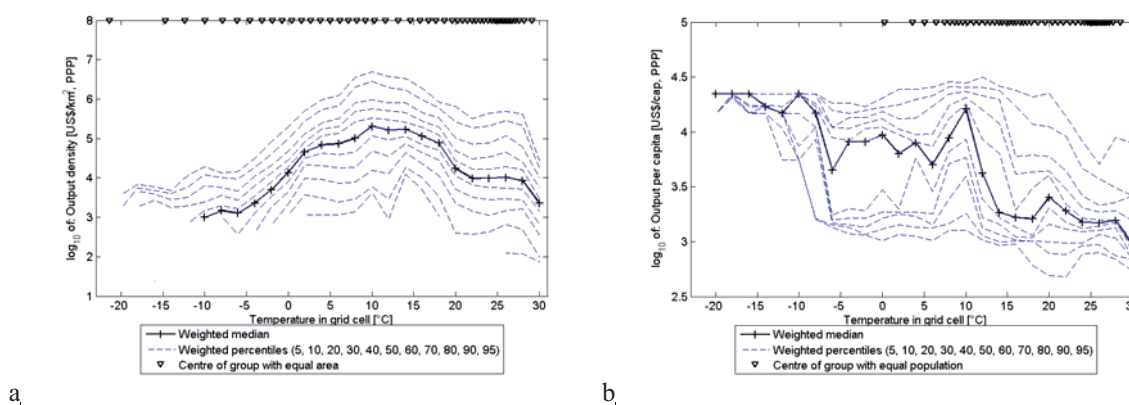 8
7
6
5
4
3
2
1
log10 of: Output density [US$/km², PPP]
-20 -15 -10 -5 0 5 10 15 20 25 30
Temperature in grid cell [°C]
Weighted median
Weighted percentiles (5, 10, 20, 30, 40, 50, 60, 70, 80, 90, 95)
Centre of group with equal area
a
5
4.5
4
3.5
3
2.5
log10 of: Output per capita [US$/cap, PPP]
-20 -15 -10 -5 0 5 10 15 20 25 30
Temperature in grid cell [°C]
Weighted median
Weighted percentiles (5, 10, 20, 30, 40, 50, 60, 70, 80, 90, 95)
Centre of group with equal population
b